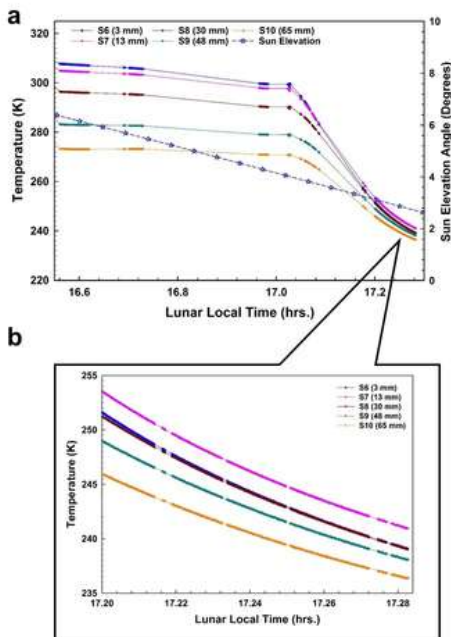 a
S6 (3 mm) S8 (30 mm) S10 (65 mm)
S7 (13 mm) S9 (48 mm) Sun Elevation
Temperature (K)
320
300
280
260
240
220
10
8
6
4
2
0
Sun Elevation Angle (Degrees)
16.6 16.8 17.0 17.2
Lunar Local Time (hrs.)
b
S6 (3 mm)
S7 (13 mm)
S8 (30 mm)
S9 (48 mm)
S10 (65 mm)
Temperature (K)
255
250
245
240
235
17.20 17.22 17.24 17.26 17.28
Lunar Local Time (hrs.)